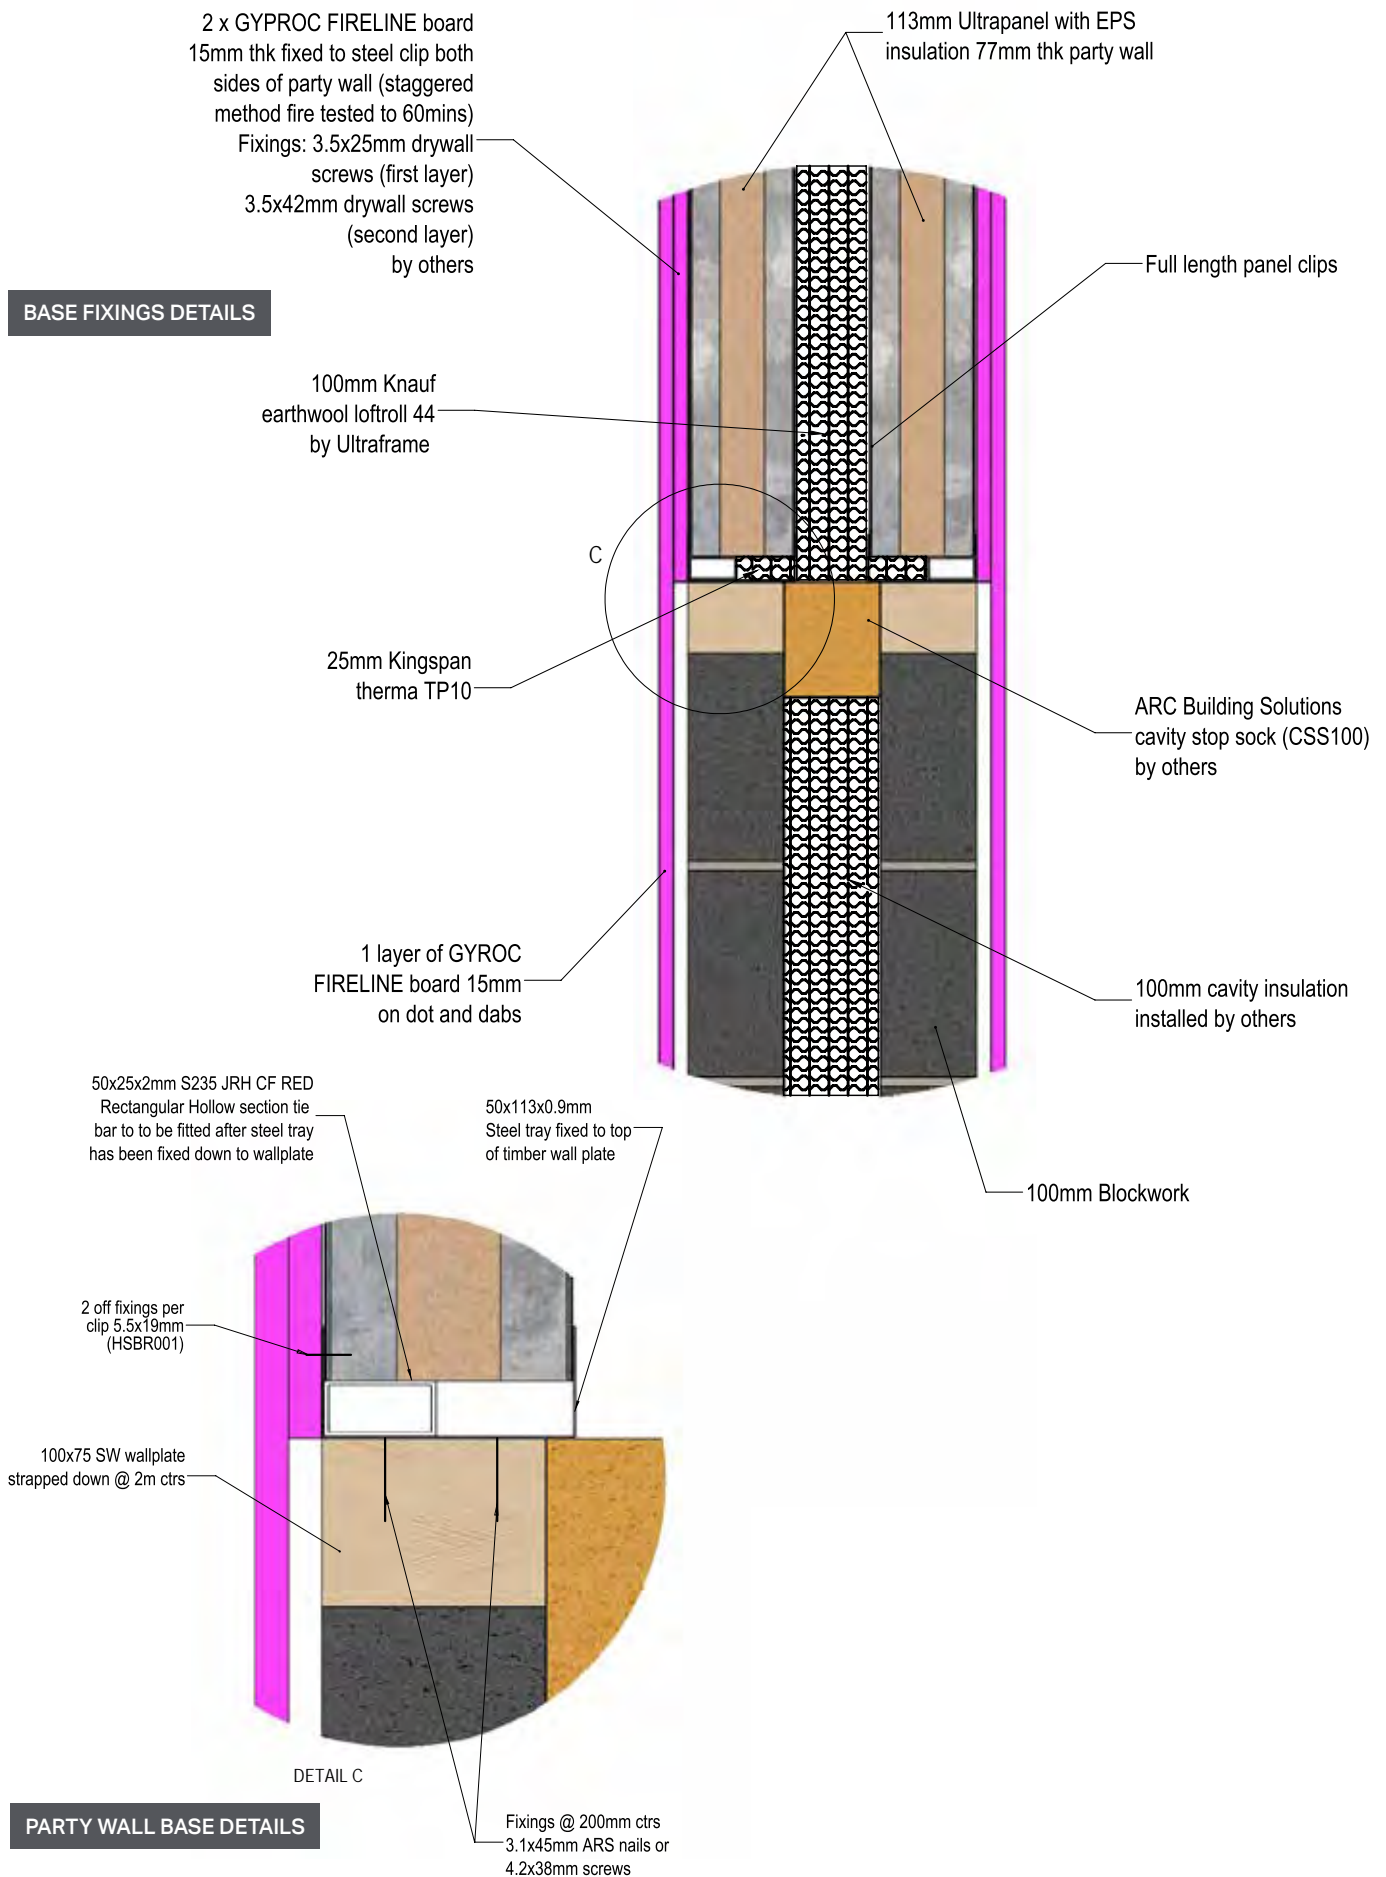 2 x GYPROC FIRELINE board
15mm thk fixed to steel clip both
sides of party wall (staggered
method fire tested to 60mins)
Fixings: 3.5x25mm drywall
screws (first layer)
3.5x42mm drywall screws
(second layer)
by others
113mm Ultrapanel with EPS
insulation 77mm thk party wall
Full length panel clips
BASE FIXINGS DETAILS
100mm Knauf
earthwool loftroll 44
by Ultraframe
C
25mm Kingspan
therma TP10
ARC Building Solutions
cavity stop sock (CSS100)
by others
1 layer of GYROC
FIRELINE board 15mm
on dot and dabs
100mm cavity insulation
installed by others
100mm Blockwork
50x25x2mm S235 JRH CF RED
Rectangular Hollow section tie
bar to to be fitted after steel tray
has been fixed down to wallplate
50x113x0.9mm
Steel tray fixed to top
of timber wall plate
2 off fixings per
clip 5.5x19mm
(HSBR001)
100x75 SW wallplate
strapped down @ 2m ctrs
DETAIL C
PARTY WALL BASE DETAILS
Fixings @ 200mm ctrs
3.1x45mm ARS nails or
4.2x38mm screws